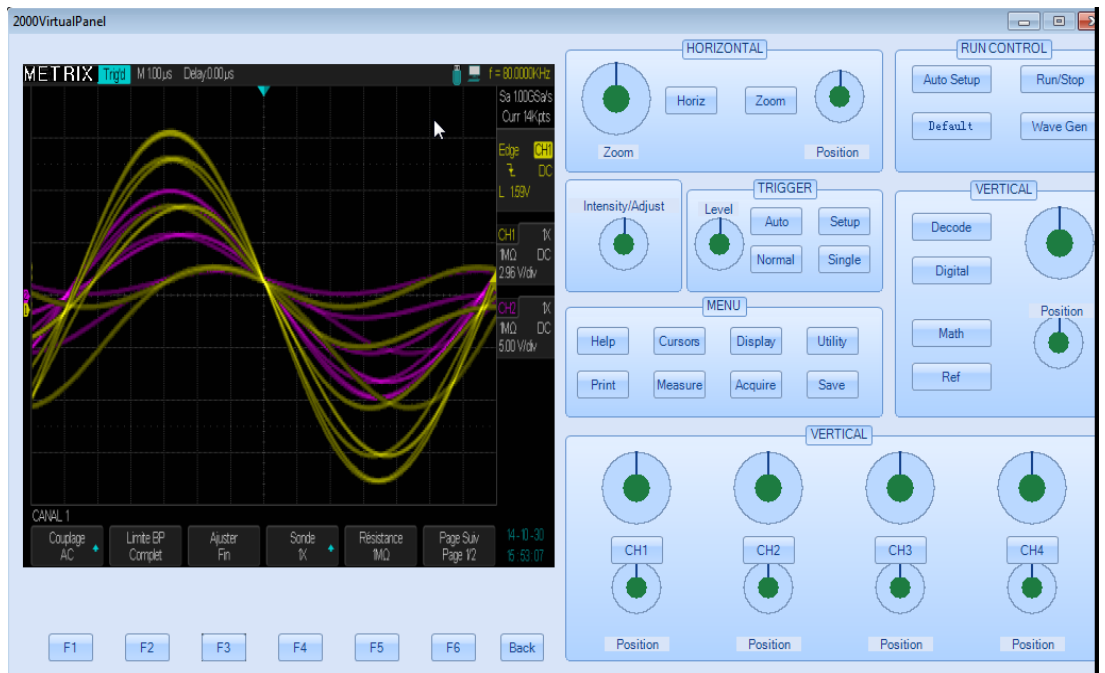 2000VirtualPanel
METRIX Trig'd M 1.00µs Delay:0.00µs f = 80.0000KHz
Sa 1.00GSa/s
Curr 14Kpts
Edge CH1
DC
L 1.59V
CH1 1X
1MΩ DC
2.96 V/div
CH2 1X
1MΩ DC
5.00 V/div
CANAL 1
Couplage Limite BP Ajuster Sonde Résistance Page Suiv 14-10-30
AC Complet Fin 1X 1MΩ Page 1/2 15:53:07
F1 F2 F3 F4 F5 F6 Back
HORIZONTAL
Horiz Zoom
Zoom Position
RUN CONTROL
Auto Setup Run/Stop
Default Wave Gen
Intensity/Adjust
TRIGGER
Level Auto Setup
Normal Single
VERTICAL
Decode
Digital
Position
Math
Ref
MENU
Help Cursors Display Utility
Print Measure Acquire Save
VERTICAL
CH1 CH2 CH3 CH4
Position Position Position Position